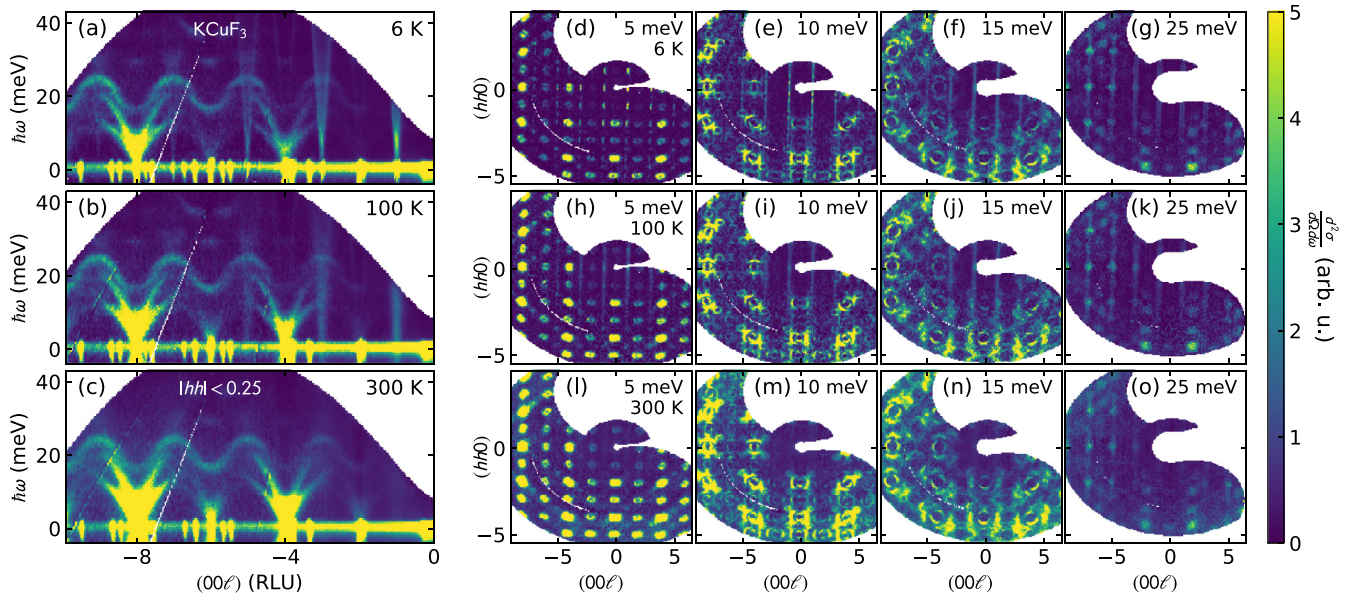 (a) KCuF₃ 6 K
40
20
0
ħω (meV)
(b) 100 K
40
20
0
ħω (meV)
(c) |hh| < 0.25 300 K
40
20
0
ħω (meV)
−8 −4 0
(00ℓ) (RLU)
(d) 5 meV
6 K
(e) 10 meV
(f) 15 meV
(g) 25 meV
0
−5
(hh0)
(h) 5 meV
100 K
(i) 10 meV
(j) 15 meV
(k) 25 meV
0
−5
(hh0)
(l) 5 meV
300 K
(m) 10 meV
(n) 15 meV
(o) 25 meV
0
−5
(hh0)
−5 0 5
−5 0 5
−5 0 5
−5 0 5
(00ℓ)
(00ℓ)
(00ℓ)
(00ℓ)
5
4
3
2
1
0
d²σ/dΩdω (arb. u.)